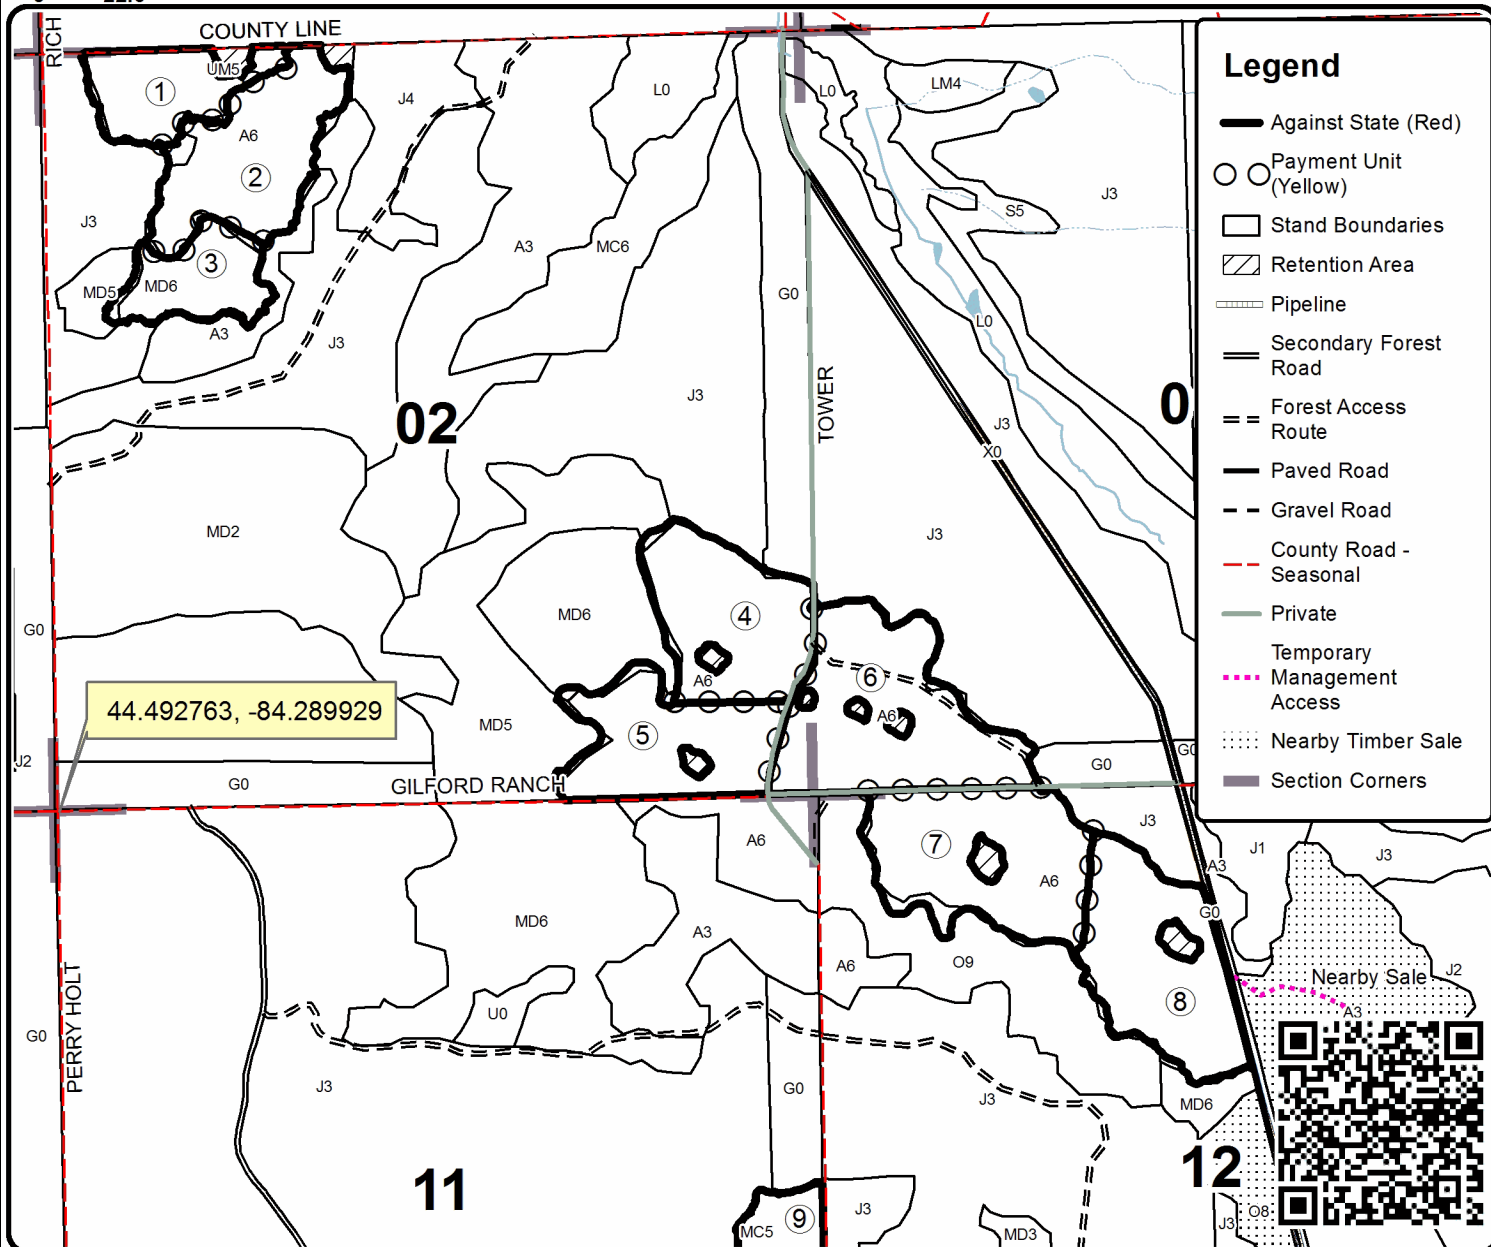 COUNTY LINE
RICH
UM5
1
A6
2
J3
3
MD5
MD6
A3
J3
J4
L0
A3
MC6
J3
G0
TOWER
L0
LM4
S5
J3
L0
J3
X0
J3
02
0
MD2
G0
MD6
4
A6
6
A6
5
MD5
44.492763, -84.289929
J2
G0
GILFORD RANCH
G0
G0
A6
7
A6
J3
A3
G0
J1
J3
MD6
A3
A6
O9
8
Nearby Sale
J2
A3
U0
PERRY HOLT
G0
J3
G0
J3
MD6
11
12
9
MC5
J3
MD3
J3
O8
Legend
Against State (Red)
Payment Unit
(Yellow)
Stand Boundaries
Retention Area
Pipeline
Secondary Forest
Road
Forest Access
Route
Paved Road
Gravel Road
County Road -
Seasonal
Private
Temporary
Management
Access
Nearby Timber Sale
Section Corners